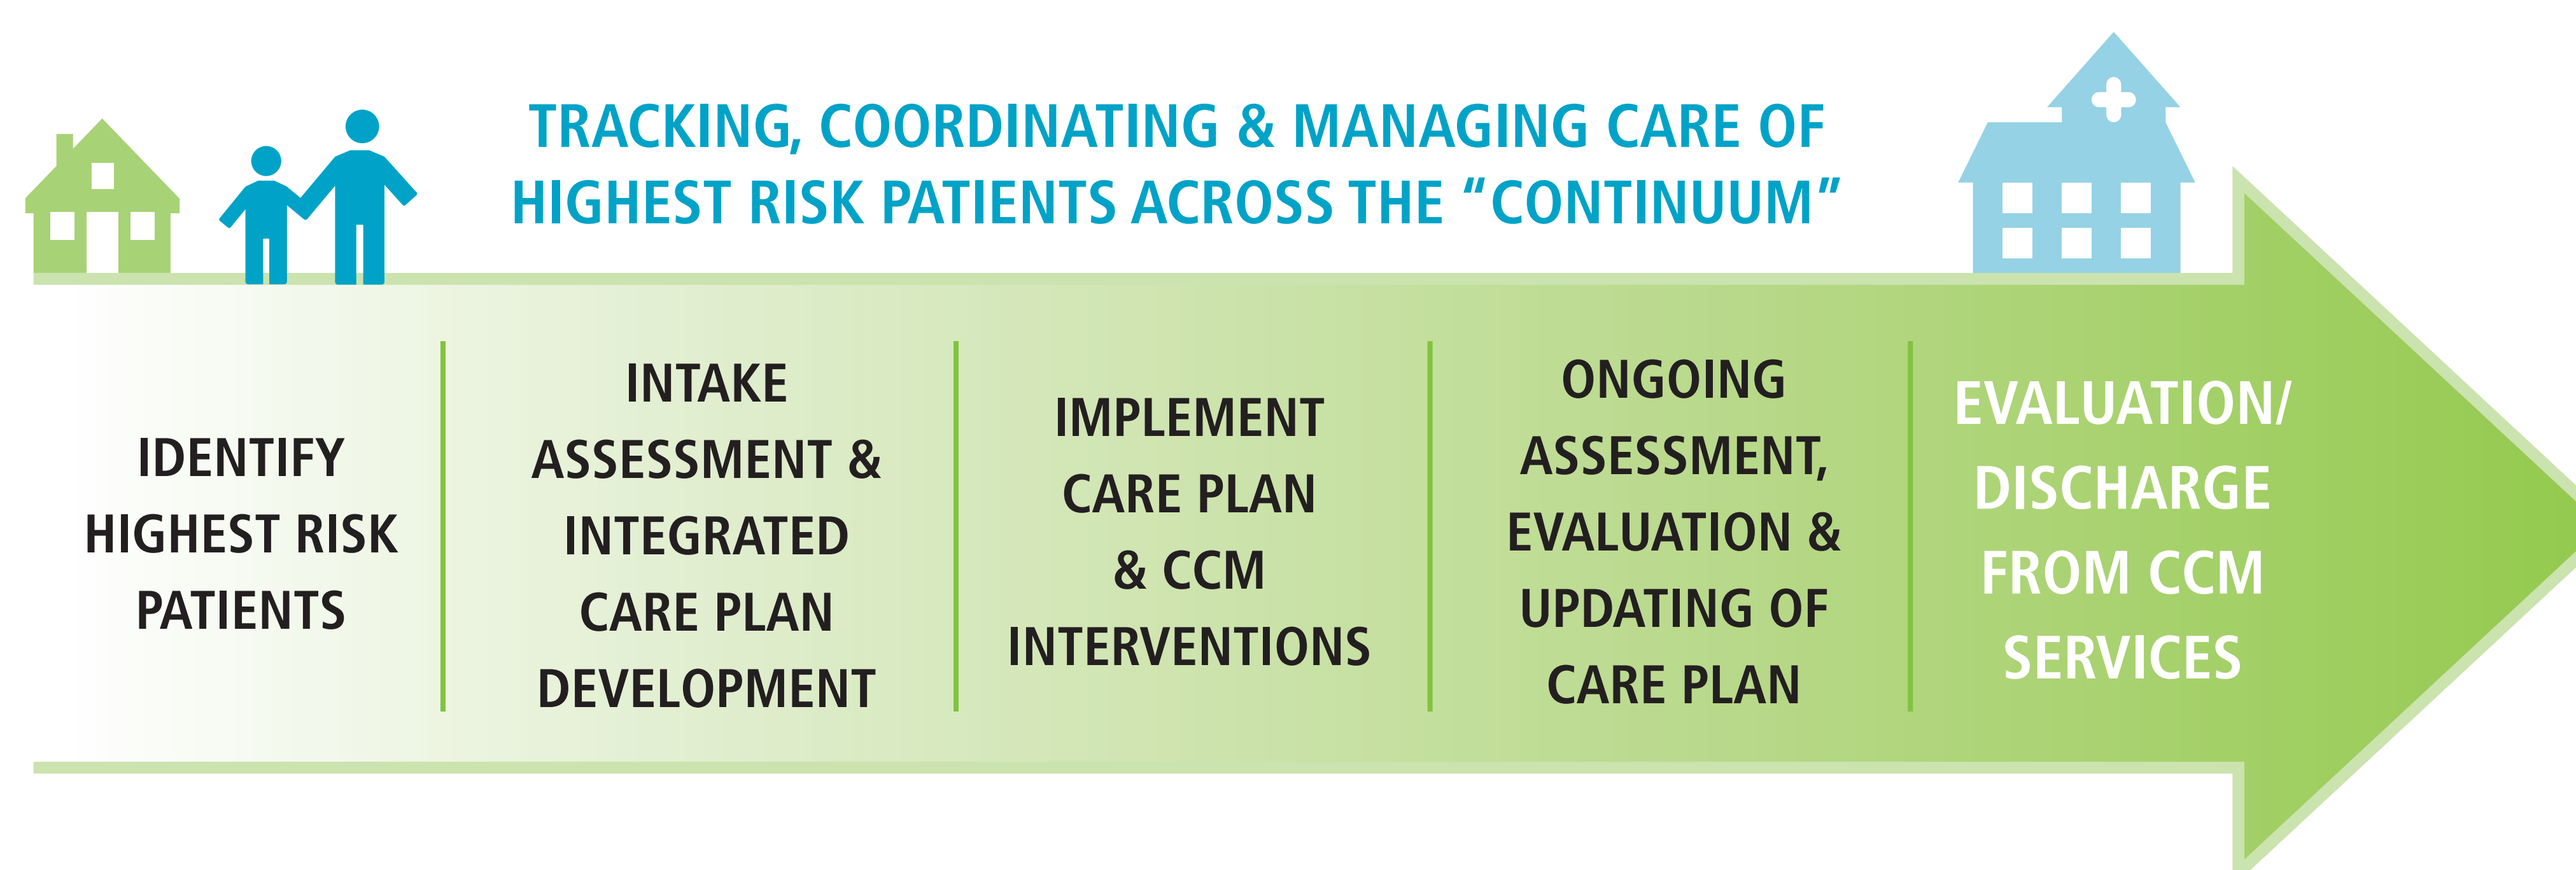 TRACKING, COORDINATING & MANAGING CARE OF
HIGHEST RISK PATIENTS ACROSS THE “CONTINUUM”
IDENTIFY
HIGHEST RISK
PATIENTS
INTAKE
ASSESSMENT &
INTEGRATED
CARE PLAN
DEVELOPMENT
IMPLEMENT
CARE PLAN
& CCM
INTERVENTIONS
ONGOING
ASSESSMENT,
EVALUATION &
UPDATING OF
CARE PLAN
EVALUATION/
DISCHARGE
FROM CCM
SERVICES